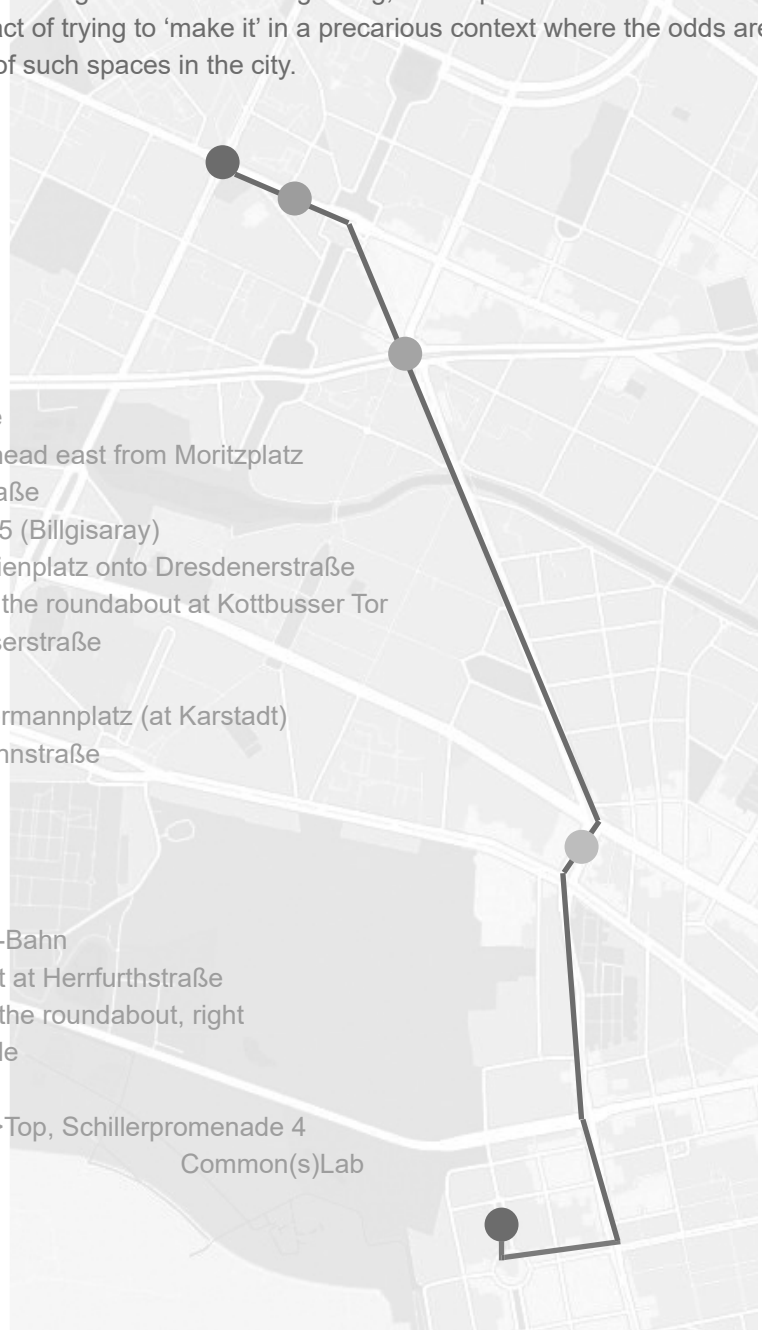 act of trying to ‘make it’ in a precarious context where the odds are
of such spaces in the city.
head east from Moritzplatz
aße
5 (Billgisaray)
ienplatz onto Dresdenerstraße
the roundabout at Kottbusser Tor
serstraße
rmannplatz (at Karstadt)
nnstraße
-Bahn
t at Herrfurthstraße
the roundabout, right
le
Top, Schillerpromenade 4
Common(s)Lab